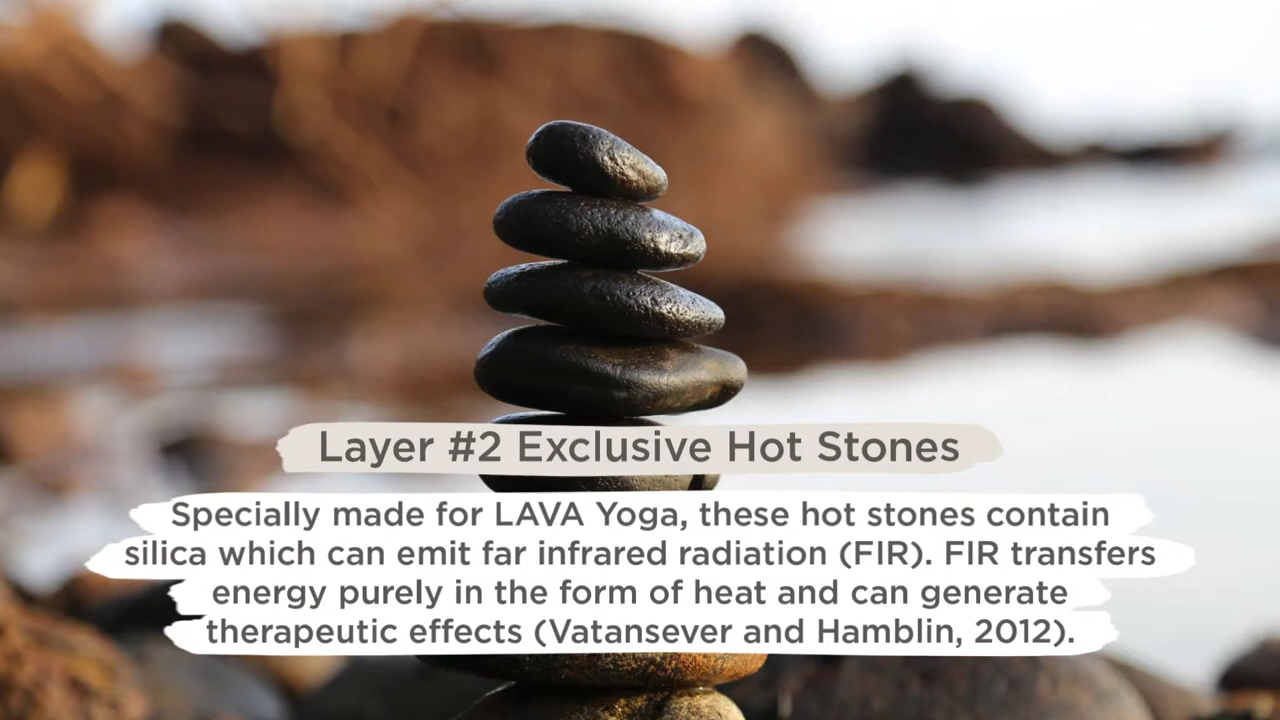 Layer #2 Exclusive Hot Stones
Specially made for LAVA Yoga, these hot stones contain
silica which can emit far infrared radiation (FIR). FIR transfers
energy purely in the form of heat and can generate
therapeutic effects (Vatansever and Hamblin, 2012).